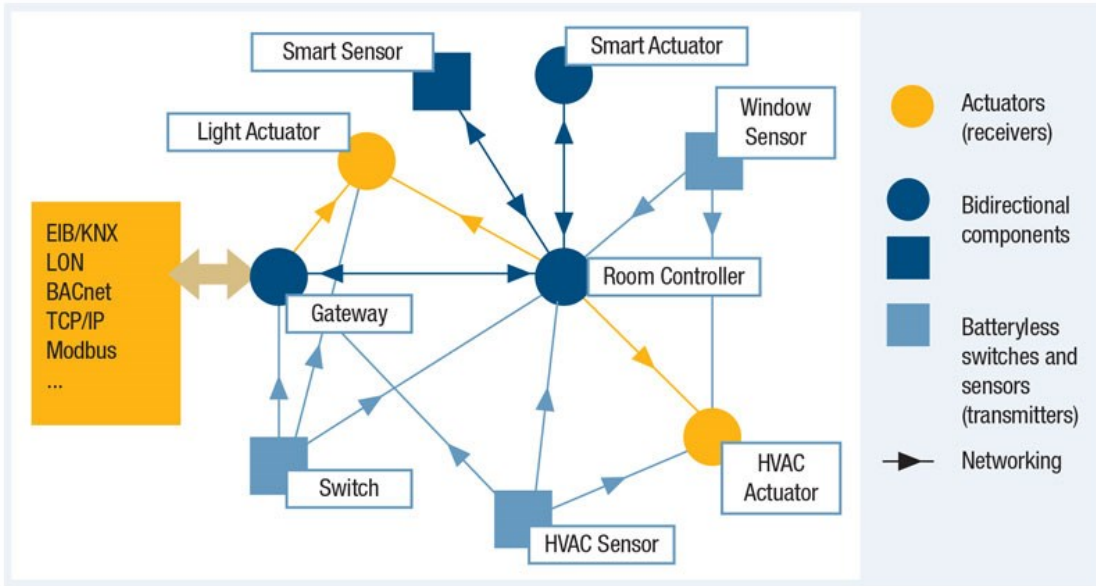 Smart Sensor
Smart Actuator
Light Actuator
Window
Sensor
EIB/KNX
LON
BACnet
TCP/IP
Modbus
...
Gateway
Room Controller
Switch
HVAC Sensor
HVAC
Actuator
Actuators
(receivers)
Bidirectional
components
Batteryless
switches and
sensors
(transmitters)
Networking